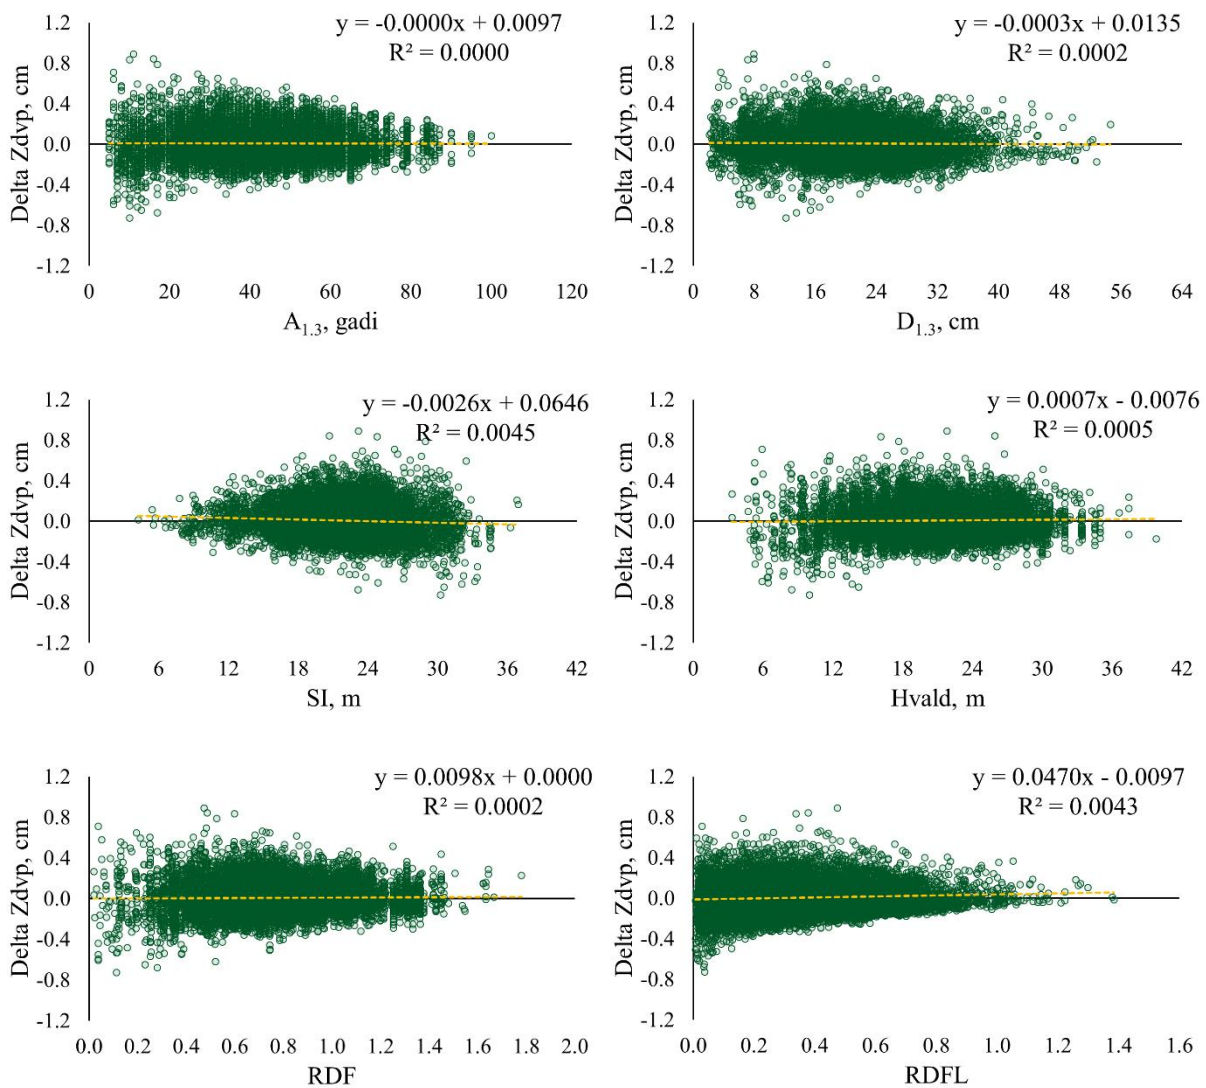 y = -0.0000x + 0.0097
R² = 0.0000
Delta Zdvp, cm
1.2
0.8
0.4
0.0
-0.4
-0.8
-1.2
0 20 40 60 80 100 120
A₁.₃, gadi
y = -0.0003x + 0.0135
R² = 0.0002
Delta Zdvp, cm
1.2
0.8
0.4
0.0
-0.4
-0.8
-1.2
0 8 16 24 32 40 48 56 64
D₁.₃, cm
y = -0.0026x + 0.0646
R² = 0.0045
Delta Zdvp, cm
1.2
0.8
0.4
0.0
-0.4
-0.8
-1.2
0 6 12 18 24 30 36 42
SI, m
y = 0.0007x - 0.0076
R² = 0.0005
Delta Zdvp, cm
1.2
0.8
0.4
0.0
-0.4
-0.8
-1.2
0 6 12 18 24 30 36 42
Hvald, m
y = 0.0098x + 0.0000
R² = 0.0002
Delta Zdvp, cm
1.2
0.8
0.4
0.0
-0.4
-0.8
-1.2
0.0 0.2 0.4 0.6 0.8 1.0 1.2 1.4 1.6 1.8 2.0
RDF
y = 0.0470x - 0.0097
R² = 0.0043
Delta Zdvp, cm
1.2
0.8
0.4
0.0
-0.4
-0.8
-1.2
0.0 0.2 0.4 0.6 0.8 1.0 1.2 1.4 1.6
RDFL